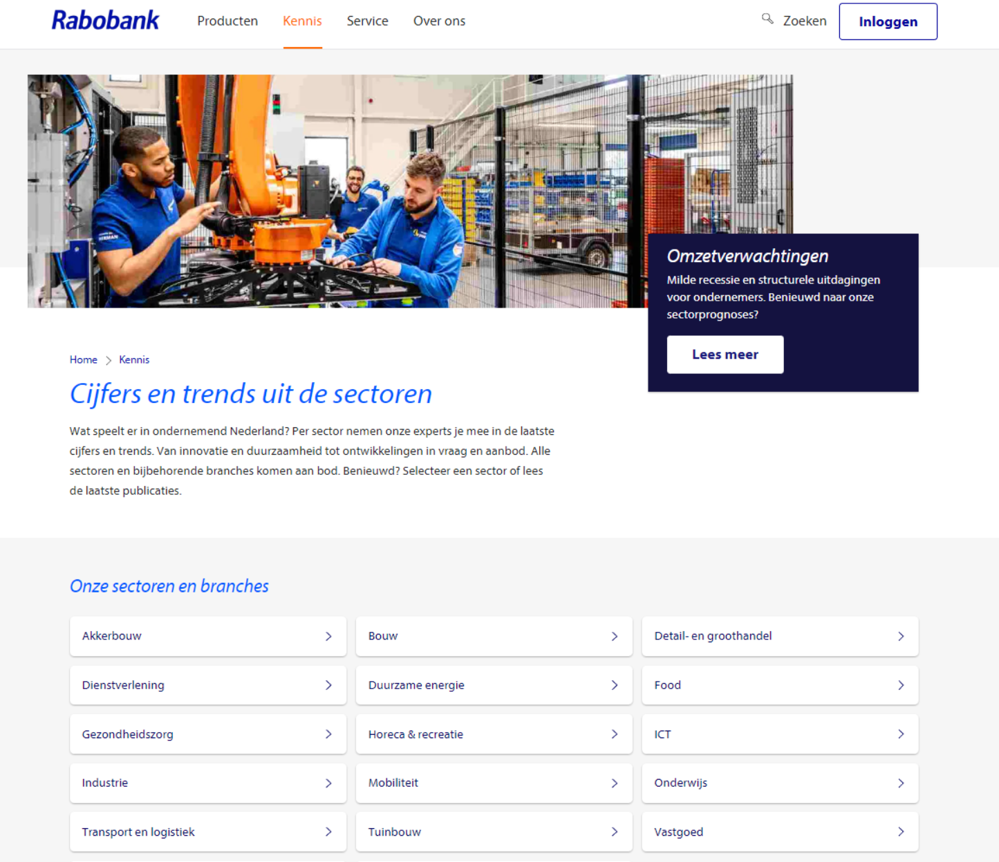 Rabobank
Producten
Kennis
Service
Over ons
Zoeken
Inloggen
HERMAN
Omzetverwachtingen
Milde recessie en structurele uitdagingen
voor ondernemers. Benieuwd naar onze
sectorprognoses?
Lees meer
Home
Kennis
Cijfers en trends uit de sectoren
Wat speelt er in ondernemend Nederland? Per sector nemen onze experts je mee in de laatste
cijfers en trends. Van innovatie en duurzaamheid tot ontwikkelingen in vraag en aanbod. Alle
sectoren en bijbehorende branches komen aan bod. Benieuwd? Selecteer een sector of lees
de laatste publicaties.
Onze sectoren en branches
Akkerbouw
Bouw
Detail- en groothandel
Dienstverlening
Duurzame energie
Food
Gezondheidszorg
Horeca & recreatie
ICT
Industrie
Mobiliteit
Onderwijs
Transport en logistiek
Tuinbouw
Vastgoed